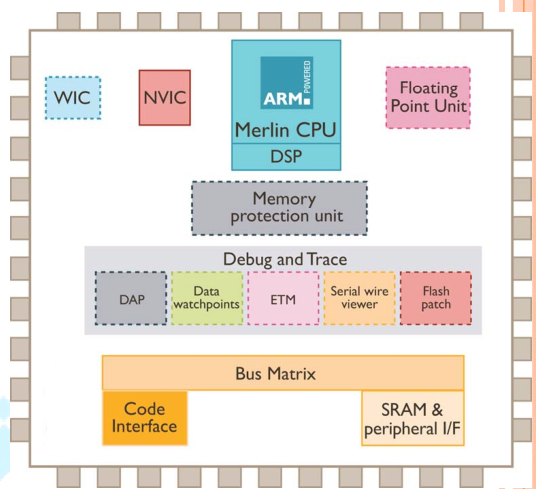 WIC
NVIC
ARM
POWERED
Merlin CPU
DSP
Floating
Point Unit
Memory
protection unit
Debug and Trace
DAP
Data
watchpoints
ETM
Serial wire
viewer
Flash
patch
Bus Matrix
Code
Interface
SRAM &
peripheral I/F